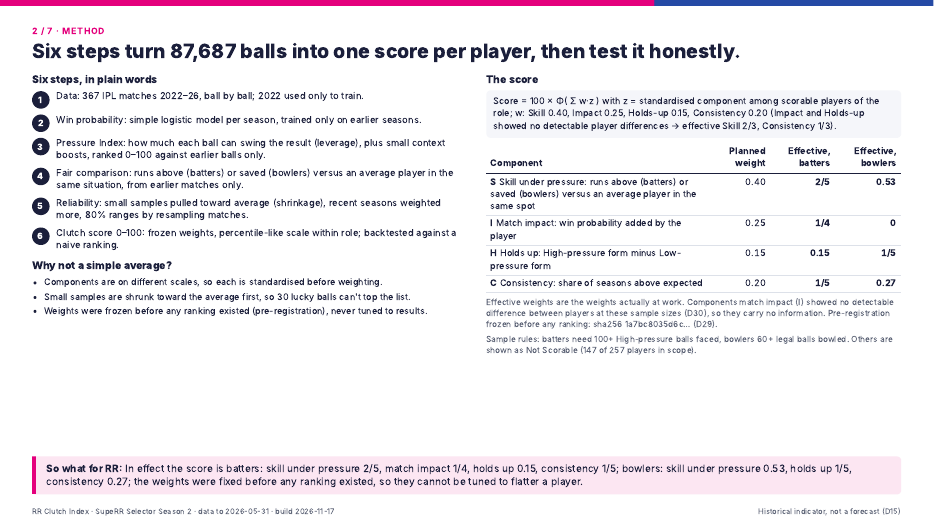 2 / 7 · METHOD
Six steps turn 87,687 balls into one score per player, then test it honestly.
Six steps, in plain words
1 Data: 367 IPL matches 2022–26, ball by ball; 2022 used only to train.
2 Win probability: simple logistic model per season, trained only on earlier seasons.
3 Pressure Index: how much each ball can swing the result (leverage), plus small context
boosts, ranked 0–100 against earlier balls only.
4 Fair comparison: runs above (batters) or saved (bowlers) versus an average player in the
same situation, from earlier matches only.
5 Reliability: small samples pulled toward average (shrinkage), recent seasons weighted
more, 80% ranges by resampling matches.
6 Clutch score 0–100: frozen weights, percentile-like scale within role; backtested against a
naive ranking.
Why not a simple average?
• Components are on different scales, so each is standardised before weighting.
• Small samples are shrunk toward the average first, so 30 lucky balls can't top the list.
• Weights were frozen before any ranking existed (pre-registration), never tuned to results.
The score
Score = 100 × Φ( Σ w·z ) with z = standardised component among scorable players of the
role; w: Skill 0.40, Impact 0.25, Holds-up 0.15, Consistency 0.20 (Impact and Holds-up
showed no detectable player differences → effective Skill 2/3, Consistency 1/3).
Component Planned weight Effective, batters Effective, bowlers
S Skill under pressure: runs above (batters) or 0.40 2/5 0.53
saved (bowlers) versus an average player in the
same spot
I Match impact: win probability added by the 0.25 1/4 0
player
H Holds up: High-pressure form minus Low- 0.15 0.15 1/5
pressure form
C Consistency: share of seasons above expected 0.20 1/5 0.27
Effective weights are the weights actually at work. Components match impact (I) showed no detectable
difference between players at these sample sizes (D30), so they carry no information. Pre-registration
frozen before any ranking: sha256 1a7bc8035d6c… (D29).
Sample rules: batters need 100+ High-pressure balls faced, bowlers 60+ legal balls bowled. Others are
shown as Not Scorable (147 of 257 players in scope).
So what for RR: In effect the score is batters: skill under pressure 2/5, match impact 1/4, holds up 0.15, consistency 1/5; bowlers: skill under pressure 0.53, holds up 1/5,
consistency 0.27; the weights were fixed before any ranking existed, so they cannot be tuned to flatter a player.
RR Clutch Index · SupeRR Selector Season 2 · data to 2026-05-31 · build 2026-11-17
Historical indicator, not a forecast (D15)